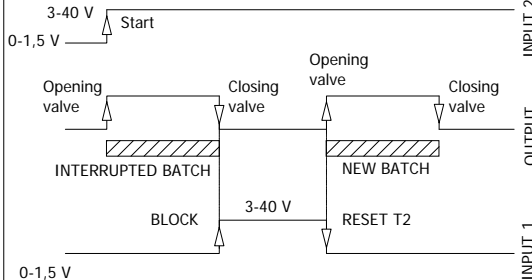 3-40 V
Start
0-1,5 V
INPUT 2
Opening
valve
Closing
valve
Opening
valve
Closing
valve
OUTPUT
INTERRUPTED BATCH
NEW BATCH
3-40 V
BLOCK
RESET T2
INPUT 1
0-1,5 V